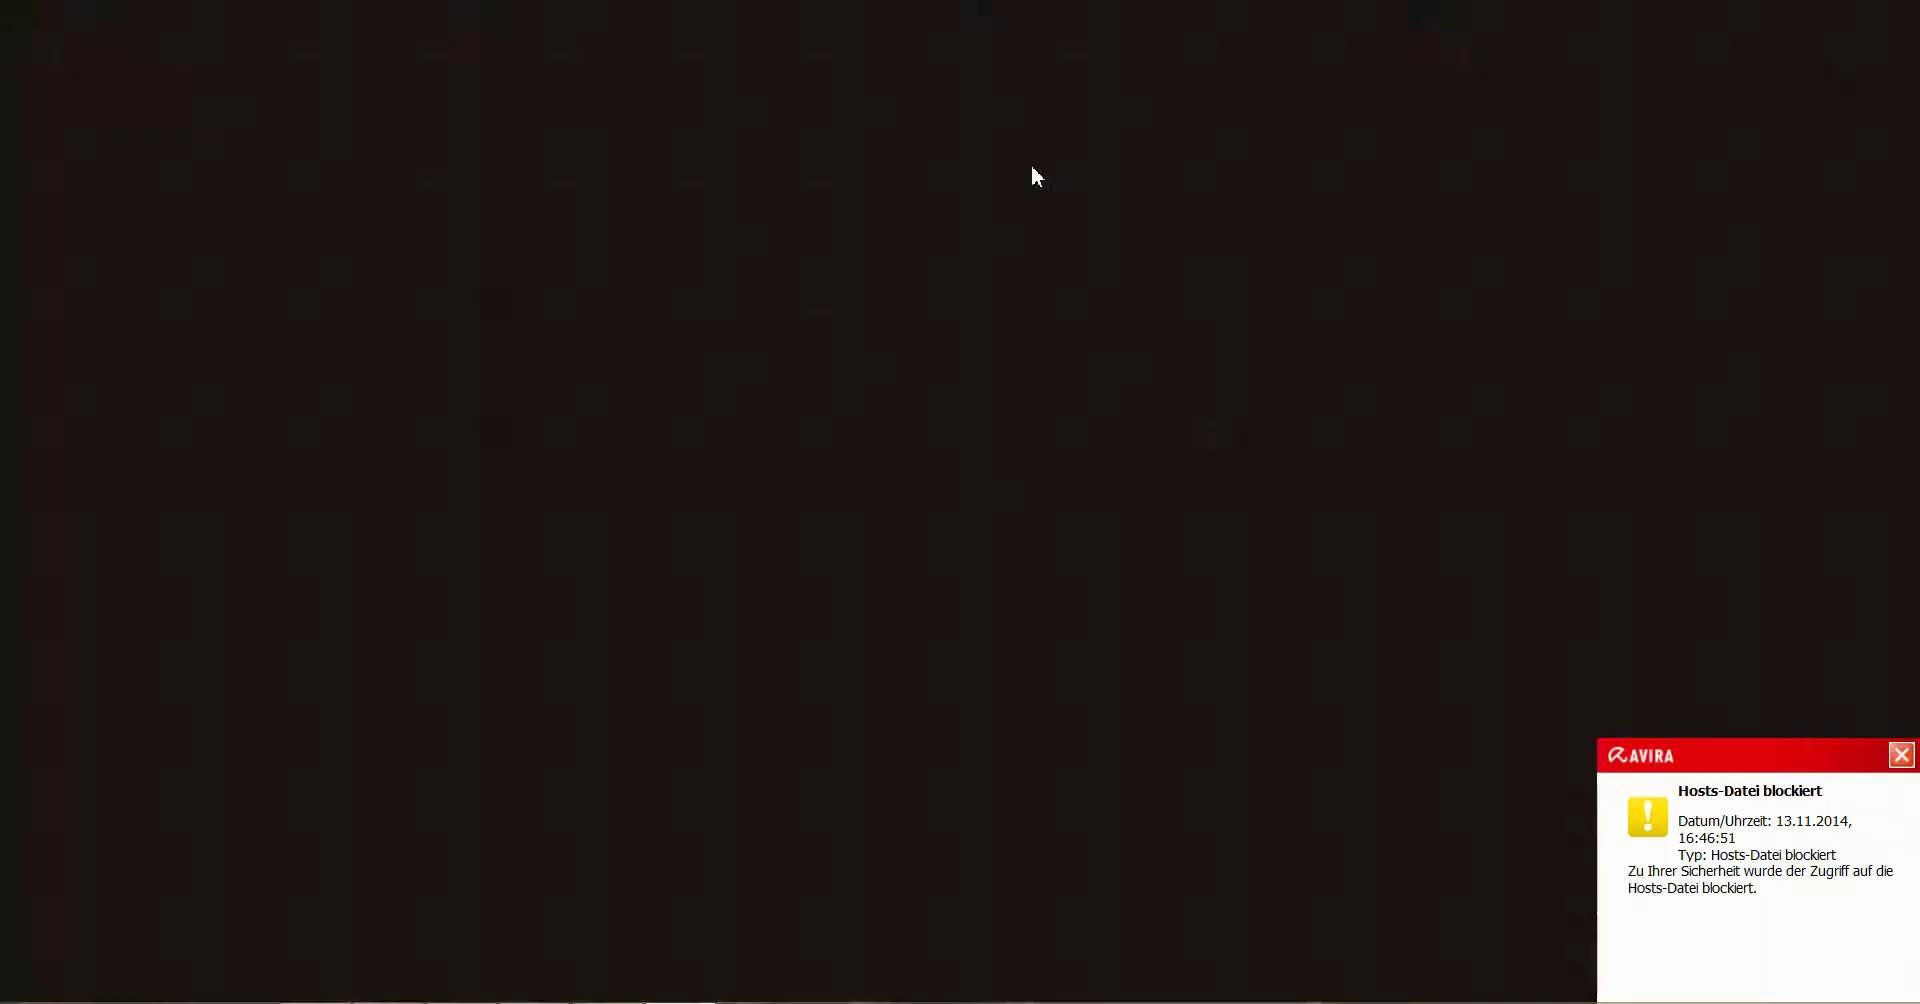 AVIRA
Hosts-Datei blockiert
Datum/Uhrzeit: 13.11.2014,
16:46:51
Typ: Hosts-Datei blockiert
Zu Ihrer Sicherheit wurde der Zugriff auf die
Hosts-Datei blockiert.